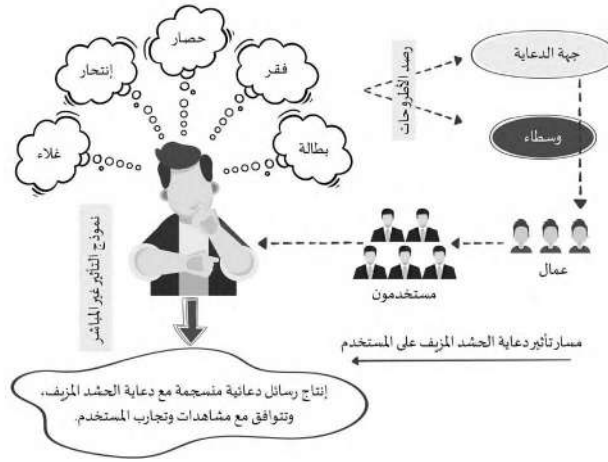 حصار
إنتحار
فقر
غلاء
بطالة
رصد الأطروحات
جهة الدعاية
وسطاء
عمال
مستخدمون
نموذج التأثير غير المباشر
مسار تأثير دعاية الحشد المزيف على المستخدم
إنتاج رسائل دعائية منسجمة مع دعاية الحشد المزيف،
وتتوافق مع مشاهدات وتجارب المستخدم.